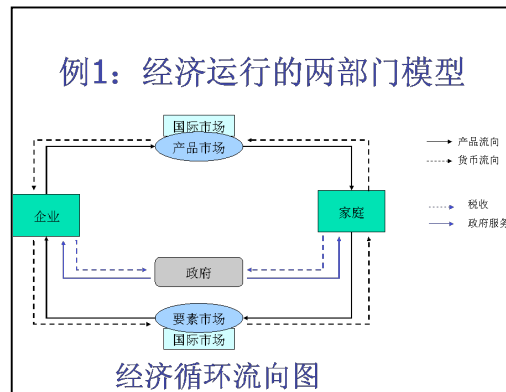 例1：经济运行的两部门模型
国际市场
产品市场
产品流向
货币流向
企业
家庭
税收
政府服务
政府
要素市场
国际市场
经济循环流向图